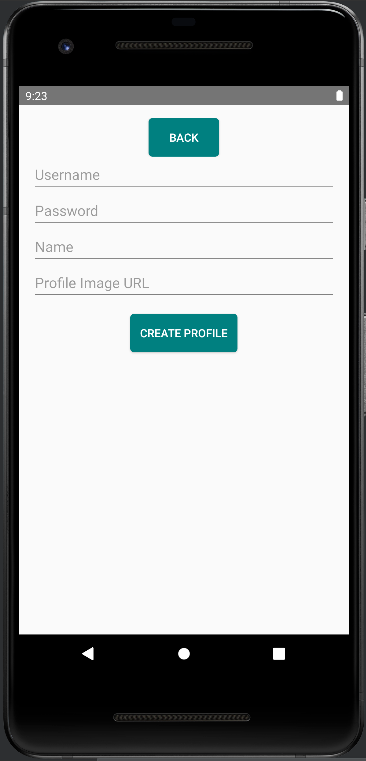 9:23
BACK
Username
Password
Name
Profile Image URL
CREATE PROFILE